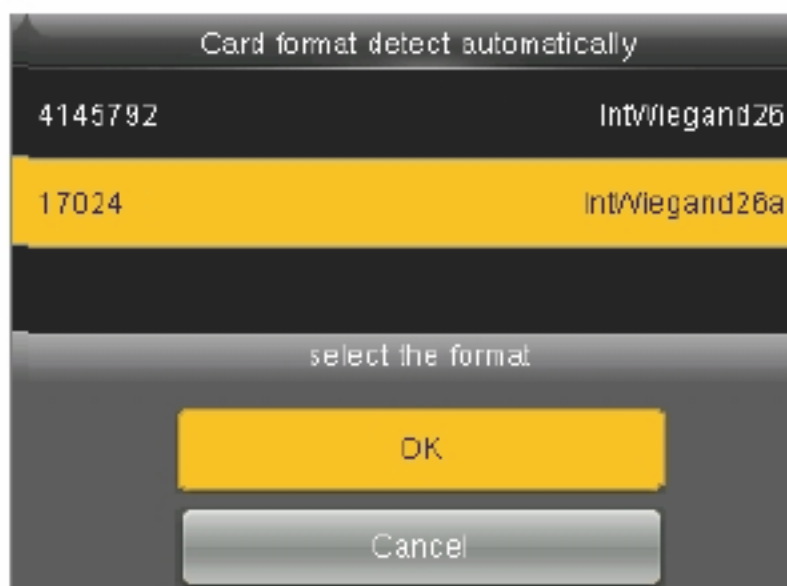 Card format detect automatically
4145792 IntWiegand26
17024 IntWiegand26a
select the format
OK
Cancel